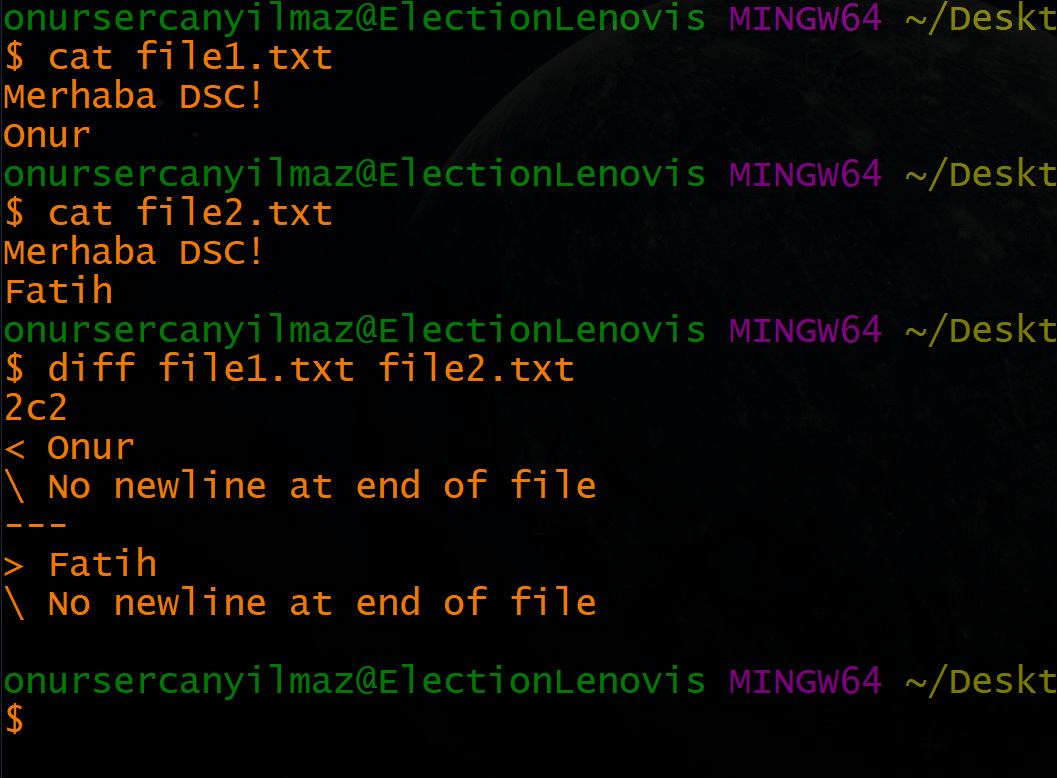 onursercanyilmaz@ElectionLenovis MINGW64 ~/Deskt
$ cat file1.txt
Merhaba DSC!
Onur
onursercanyilmaz@ElectionLenovis MINGW64 ~/Deskt
$ cat file2.txt
Merhaba DSC!
Fatih
onursercanyilmaz@ElectionLenovis MINGW64 ~/Deskt
$ diff file1.txt file2.txt
2c2
< Onur
\ No newline at end of file
---
> Fatih
\ No newline at end of file
onursercanyilmaz@ElectionLenovis MINGW64 ~/Deskt
$